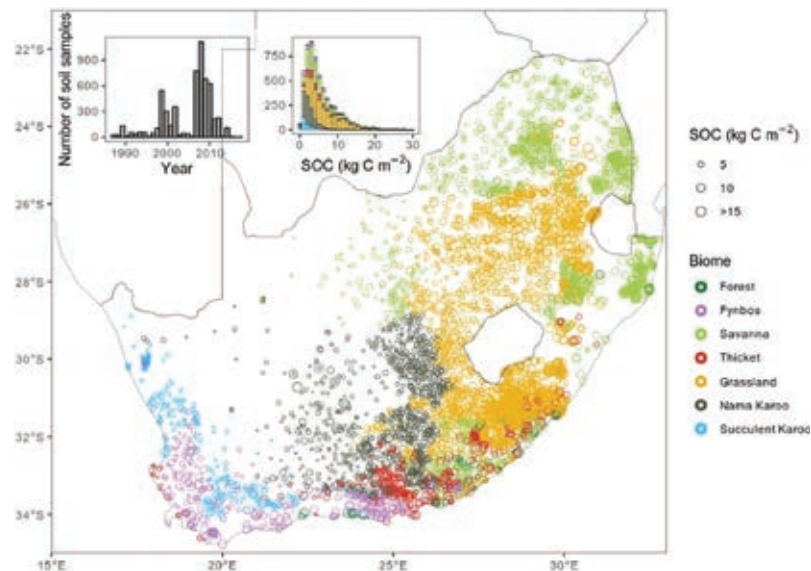 22°S
24°S
26°S
28°S
30°S
32°S
34°S
15°E
20°E
25°E
30°E
Number of soil samples
900
600
300
0
1990
2000
2010
Year
750
500
250
0
0
10
20
30
SOC (kg C m⁻²)
SOC (kg C m⁻²)
5
10
>15
Biome
Forest
Fynbos
Savanna
Thicket
Grassland
Nama Karoo
Succulent Karoo